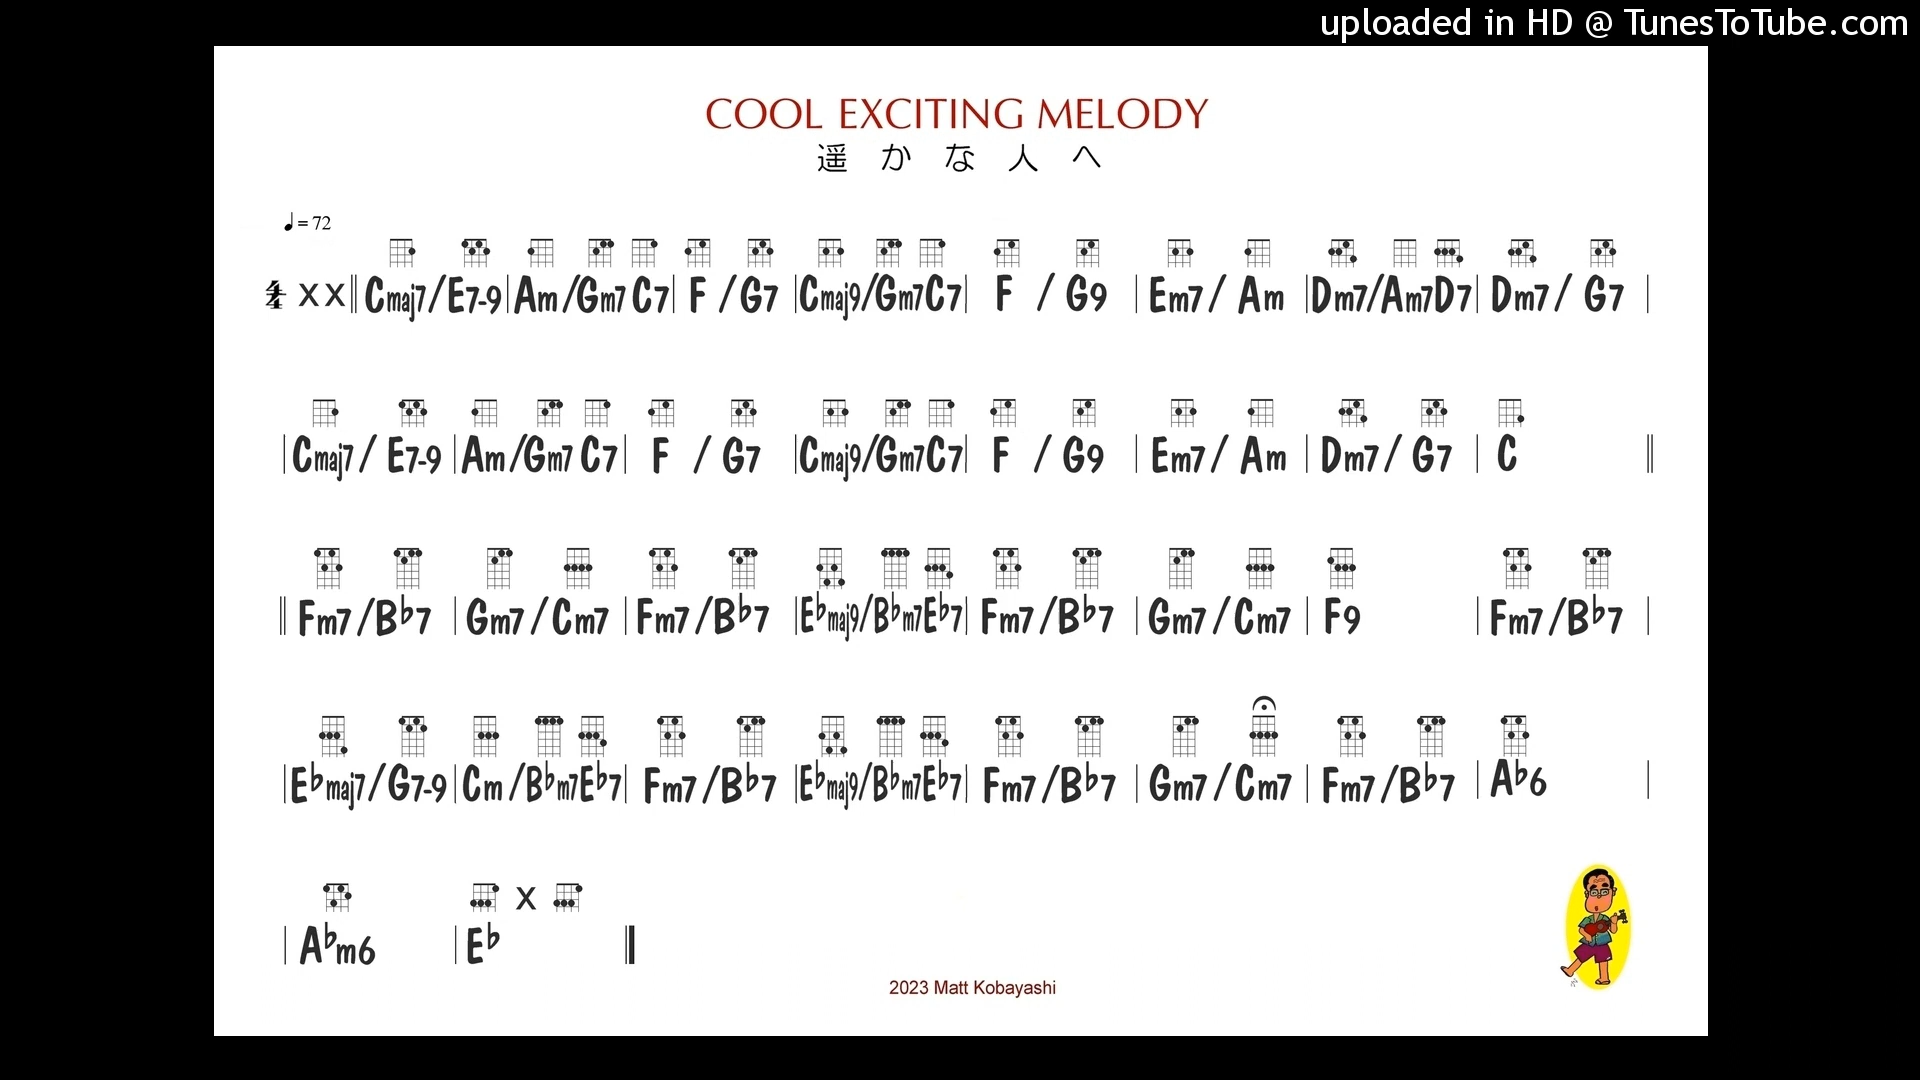 uploaded in HD @ TunesToTube.com
COOL EXCITING MELODY
遥かな人へ
♩= 72
4/4 x x || Cmaj7 / E7-9 | Am / Gm7 C7 | F / G7 | Cmaj9 / Gm7 C7 | F / G9 | Em7 / Am | Dm7 / Am7 D7 | Dm7 / G7 |
| Cmaj7 / E7-9 | Am / Gm7 C7 | F / G7 | Cmaj9 / Gm7 C7 | F / G9 | Em7 / Am | Dm7 / G7 | C ||
|| Fm7 / B♭7 | Gm7 / Cm7 | Fm7 / B♭7 | E♭maj9 / B♭m7 E♭7 | Fm7 / B♭7 | Gm7 / Cm7 | F9 | Fm7 / B♭7 |
| E♭maj7 / G7-9 | Cm / B♭m7 E♭7 | Fm7 / B♭7 | E♭maj9 / B♭m7 E♭7 | Fm7 / B♭7 | Gm7 / Cm7 | Fm7 / B♭7 | A♭6 |
x
| A♭m6 | E♭ ||
2023 Matt Kobayashi